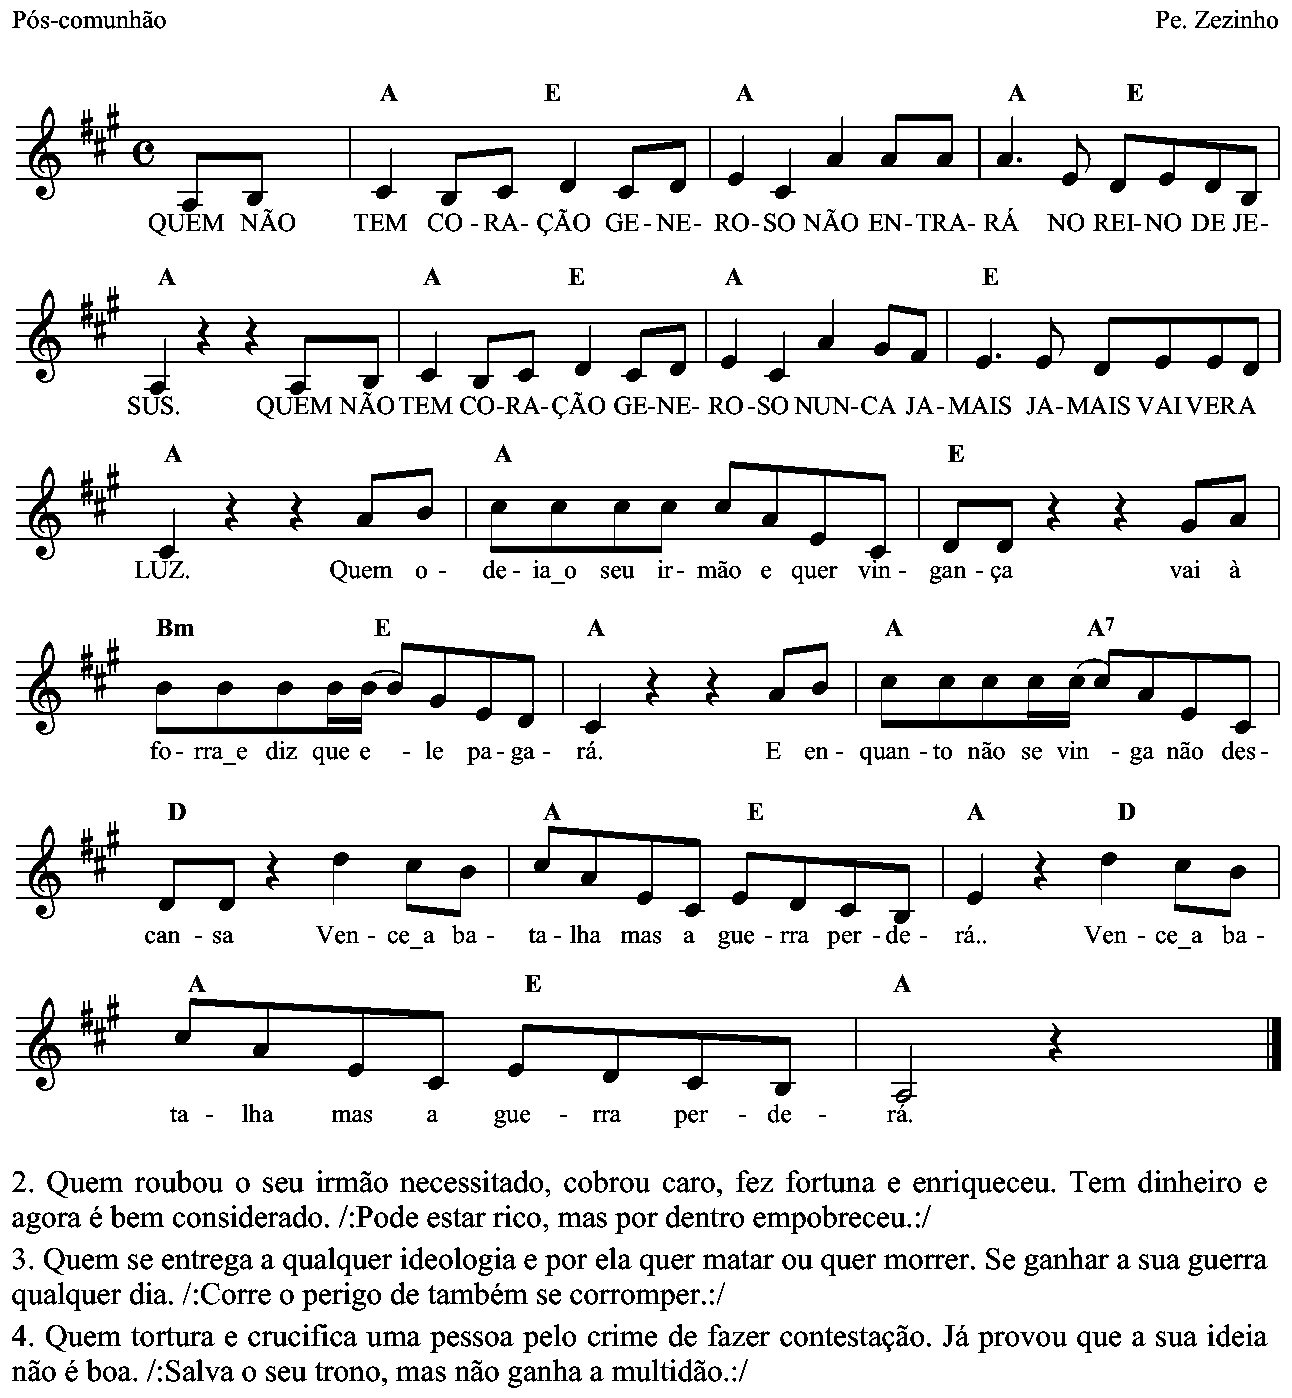 Pós-comunhão Pe. Zezinho
A E A A E
QUEM NÃO TEM CO-RA-ÇÃO GE-NE-RO-SO NÃO EN-TRA-RÁ NO REI-NO DE JE-
A A E A E
SUS. QUEM NÃO TEM CO-RA-ÇÃO GE-NE-RO-SO NUN-CA JA-MAIS JA-MAIS VAI VER A
A A E
LUZ. Quem o-de-ia_o seu ir-mão e quer vin-gan-ça vai à
Bm E A A A7
for-ra_e diz que e-le pa-ga-rá. E en-quan-to não se vin-ga não des-
D A E A D
can-sa Ven-ce_a ba-ta-lha mas a gue-rra per-de-rá.. Ven-ce_a ba-
A E A
ta-lha mas a gue-rra per-de-rá.
2. Quem roubou o seu irmão necessitado, cobrou caro, fez fortuna e enriqueceu. Tem dinheiro e
agora é bem considerado. /:Pode estar rico, mas por dentro empobreceu.:/
3. Quem se entrega a qualquer ideologia e por ela quer matar ou quer morrer. Se ganhar a sua guerra
qualquer dia. /:Corre o perigo de também se corromper.:/
4. Quem tortura e crucifica uma pessoa pelo crime de fazer contestação. Já provou que a sua ideia
não é boa. /:Salva o seu trono, mas não ganha a multidão.:/